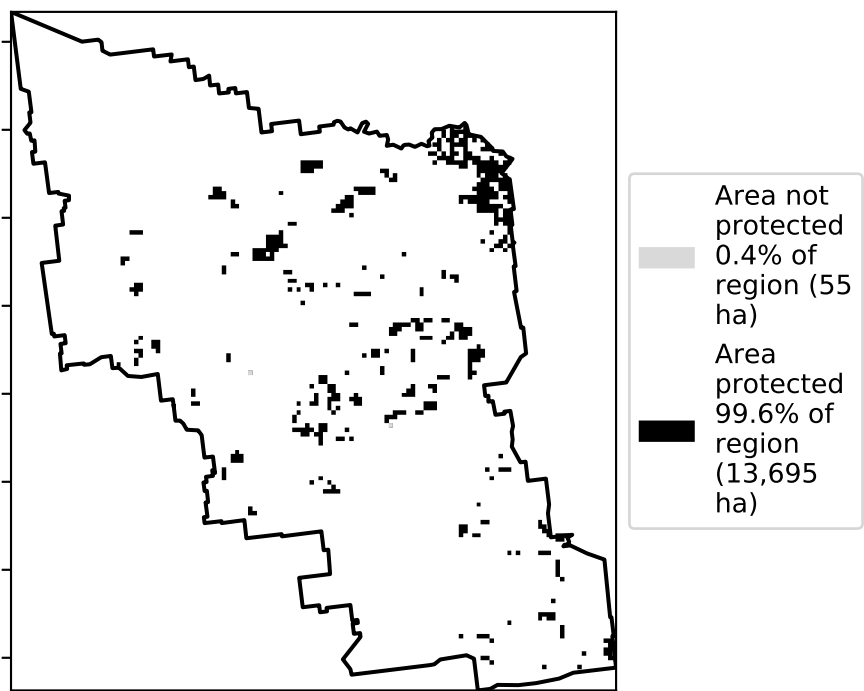 Area not
protected
0.4% of
region (55
ha)
Area
protected
99.6% of
region
(13,695
ha)